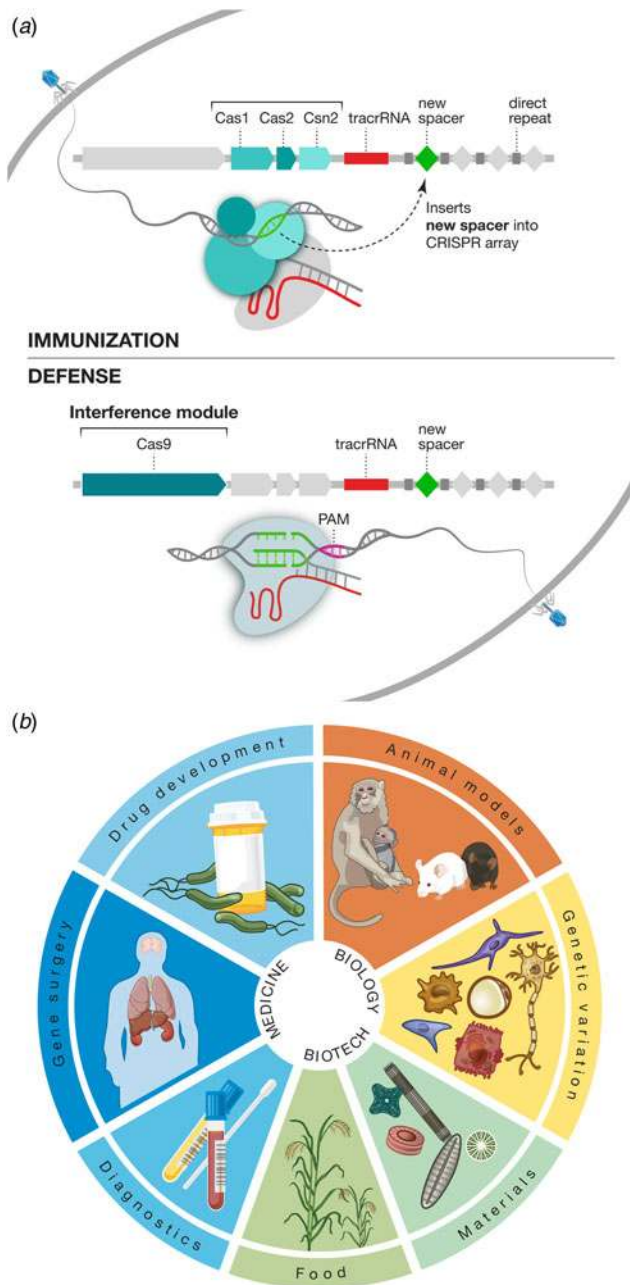 (a)
Cas1 Cas2 Csn2 tracrRNA new spacer direct repeat
Inserts
new spacer into
CRISPR array
IMMUNIZATION
DEFENSE
Interference module
Cas9 tracrRNA new spacer
PAM
(b)
Drug development
Animal models
Gene surgery
Genetic variation
MEDICINE
BIOLOGY
BIOTECH
Diagnostics
Materials
Food